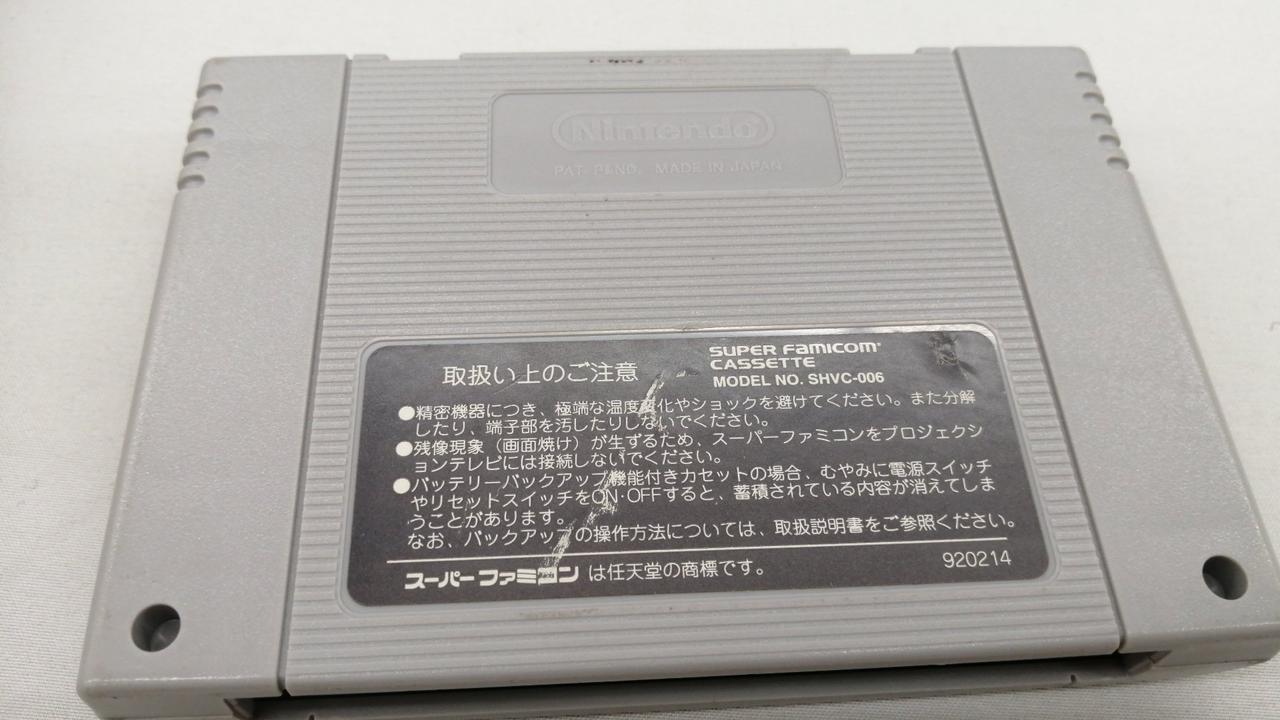 Nintendo
PAT. PEND. MADE IN JAPAN
取扱い上のご注意
SUPER FAMICOM
CASSETTE
MODEL NO. SHVC-006
●精密機器につき、極端な温度変化やショックを避けてください。また分解
したり、端子部を汚したりしないでください。
●残像現象（画面焼け）が生ずるため、スーパーファミコンをプロジェクシ
ョンテレビには接続しないでください。
●バッテリーバックアップ機能付きカセットの場合、むやみに電源スイッチ
やリセットスイッチをON・OFFすると、蓄積されている内容が消えてしま
うことがあります。
なお、バックアップの操作方法については、取扱説明書をご参照ください。
スーパーファミコン は任天堂の商標です。
920214